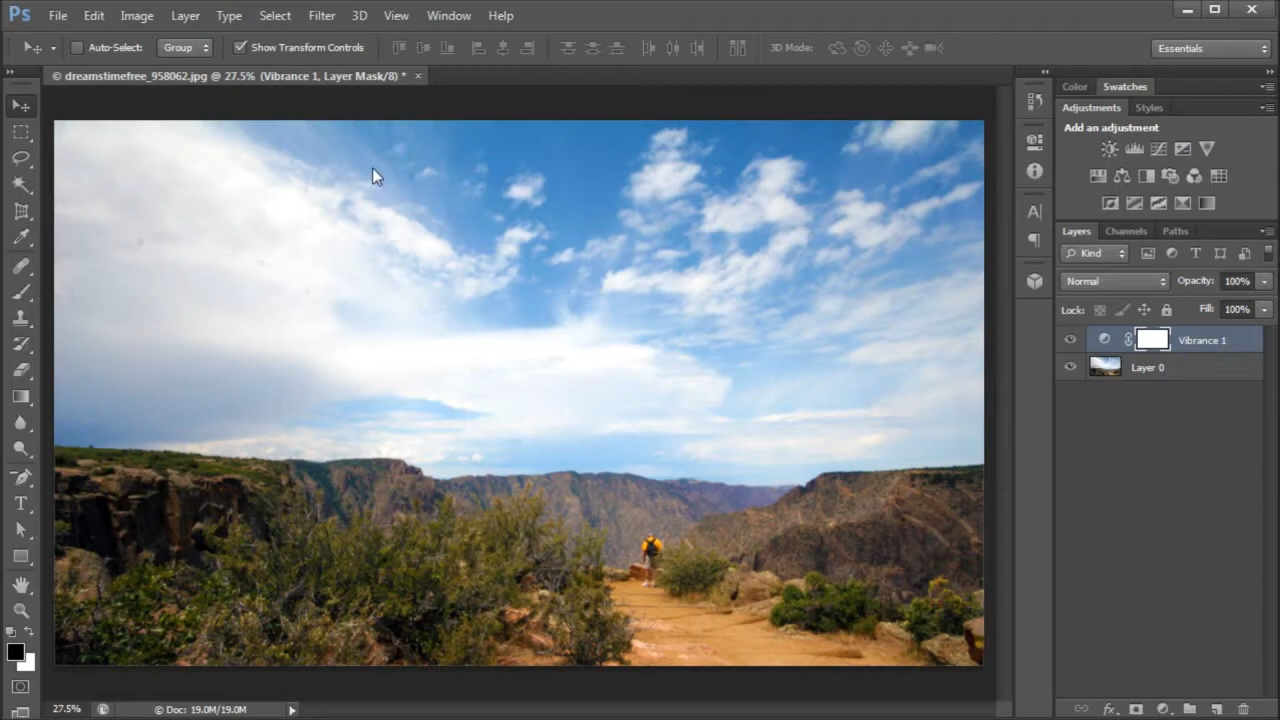 Ps File Edit Image Layer Type Select Filter 3D View Window Help
Auto-Select: Group Show Transform Controls 3D Mode: Essentials
© dreamstimefree_958062.jpg @ 27.5% (Vibrance 1, Layer Mask/8) *
Color Swatches
Adjustments Styles
Add an adjustment
Layers Channels Paths
Kind
Normal Opacity: 100%
Lock: Fill: 100%
Vibrance 1
Layer 0
27.5% © Doc: 19.0M/19.0M